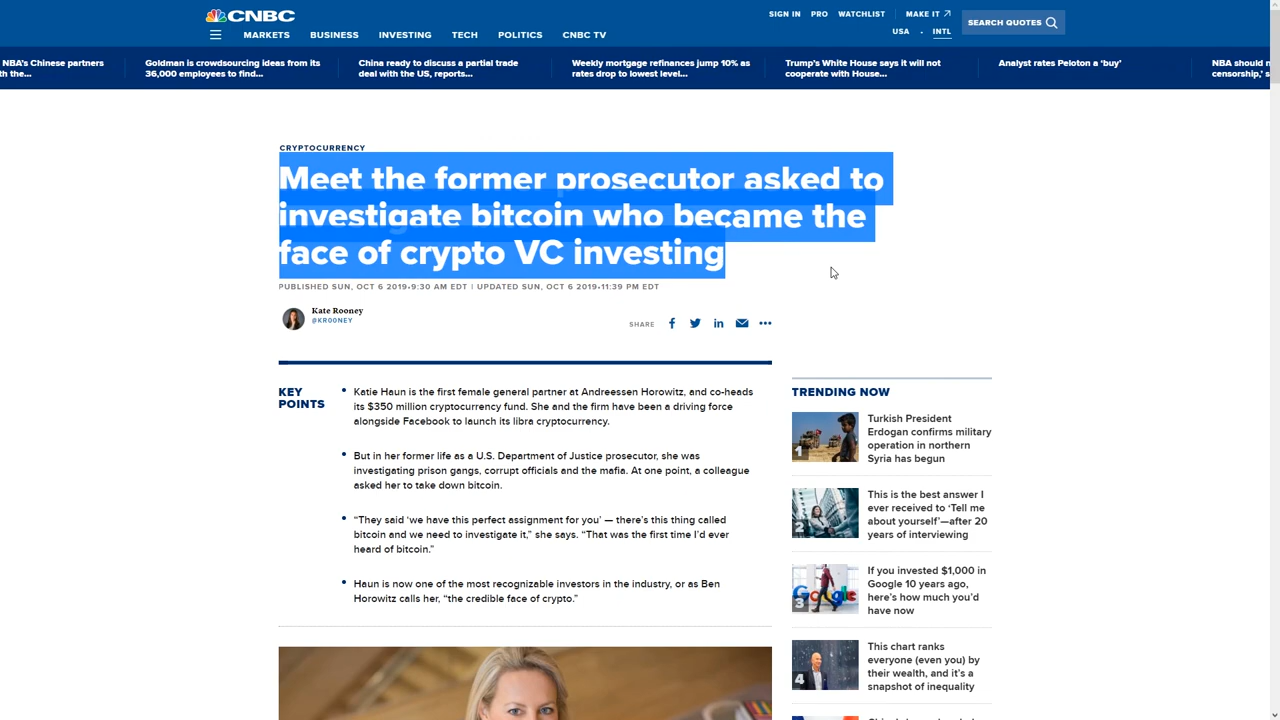 CNBC
SIGN IN PRO WATCHLIST MAKE IT
SEARCH QUOTES
USA - INTL
MARKETS BUSINESS INVESTING TECH POLITICS CNBC TV
NBA's Chinese partners
th the...
Goldman is crowdsourcing ideas from its
36,000 employees to find...
China ready to discuss a partial trade
deal with the US, reports...
Weekly mortgage refinances jump 10% as
rates drop to lowest level...
Trump's White House says it will not
cooperate with House...
Analyst rates Peloton a 'buy'
NBA should n
censorship,' s
CRYPTOCURRENCY
Meet the former prosecutor asked to
investigate bitcoin who became the
face of crypto VC investing
PUBLISHED SUN, OCT 6 2019•9:30 AM EDT | UPDATED SUN, OCT 6 2019•11:39 PM EDT
Kate Rooney
@KR00NEY
SHARE
KEY
POINTS
Katie Haun is the first female general partner at Andreessen Horowitz, and co-heads
its $350 million cryptocurrency fund. She and the firm have been a driving force
alongside Facebook to launch its libra cryptocurrency.
But in her former life as a U.S. Department of Justice prosecutor, she was
investigating prison gangs, corrupt officials and the mafia. At one point, a colleague
asked her to take down bitcoin.
“They said ‘we have this perfect assignment for you’ — there’s this thing called
bitcoin and we need to investigate it,” she says. “That was the first time I’d ever
heard of bitcoin.”
Haun is now one of the most recognizable investors in the industry, or as Ben
Horowitz calls her, “the credible face of crypto.”
TRENDING NOW
1
Turkish President
Erdogan confirms military
operation in northern
Syria has begun
2
This is the best answer I
ever received to ‘Tell me
about yourself’—after 20
years of interviewing
3
Google
If you invested $1,000 in
Google 10 years ago,
here’s how much you’d
have now
4
This chart ranks
everyone (even you) by
their wealth, and it’s a
snapshot of inequality